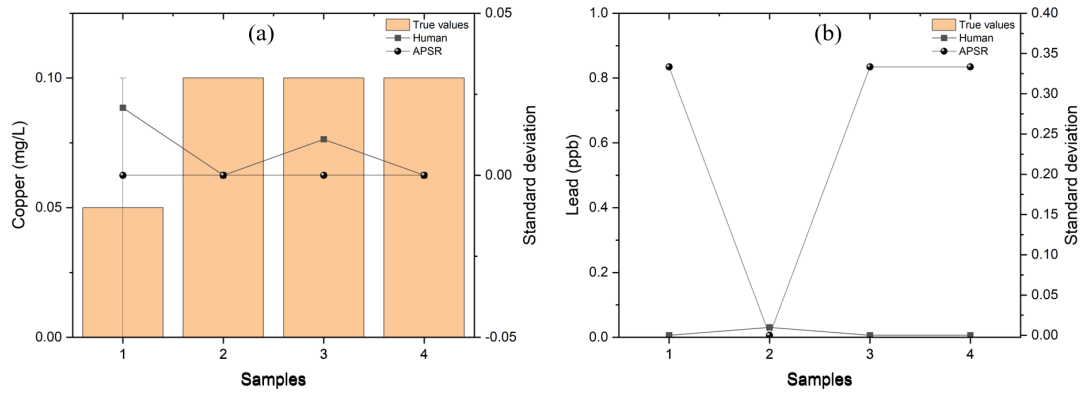 (a)
True values
Human
APSR
Copper (mg/L)
0.10
0.05
0.00
0.05
0.00
-0.05
Standard deviation
1 2 3 4
Samples
(b)
True values
Human
APSR
Lead (ppb)
1.0
0.8
0.6
0.4
0.2
0.0
0.40
0.35
0.30
0.25
0.20
0.15
0.10
0.05
0.00
Standard deviation
1 2 3 4
Samples